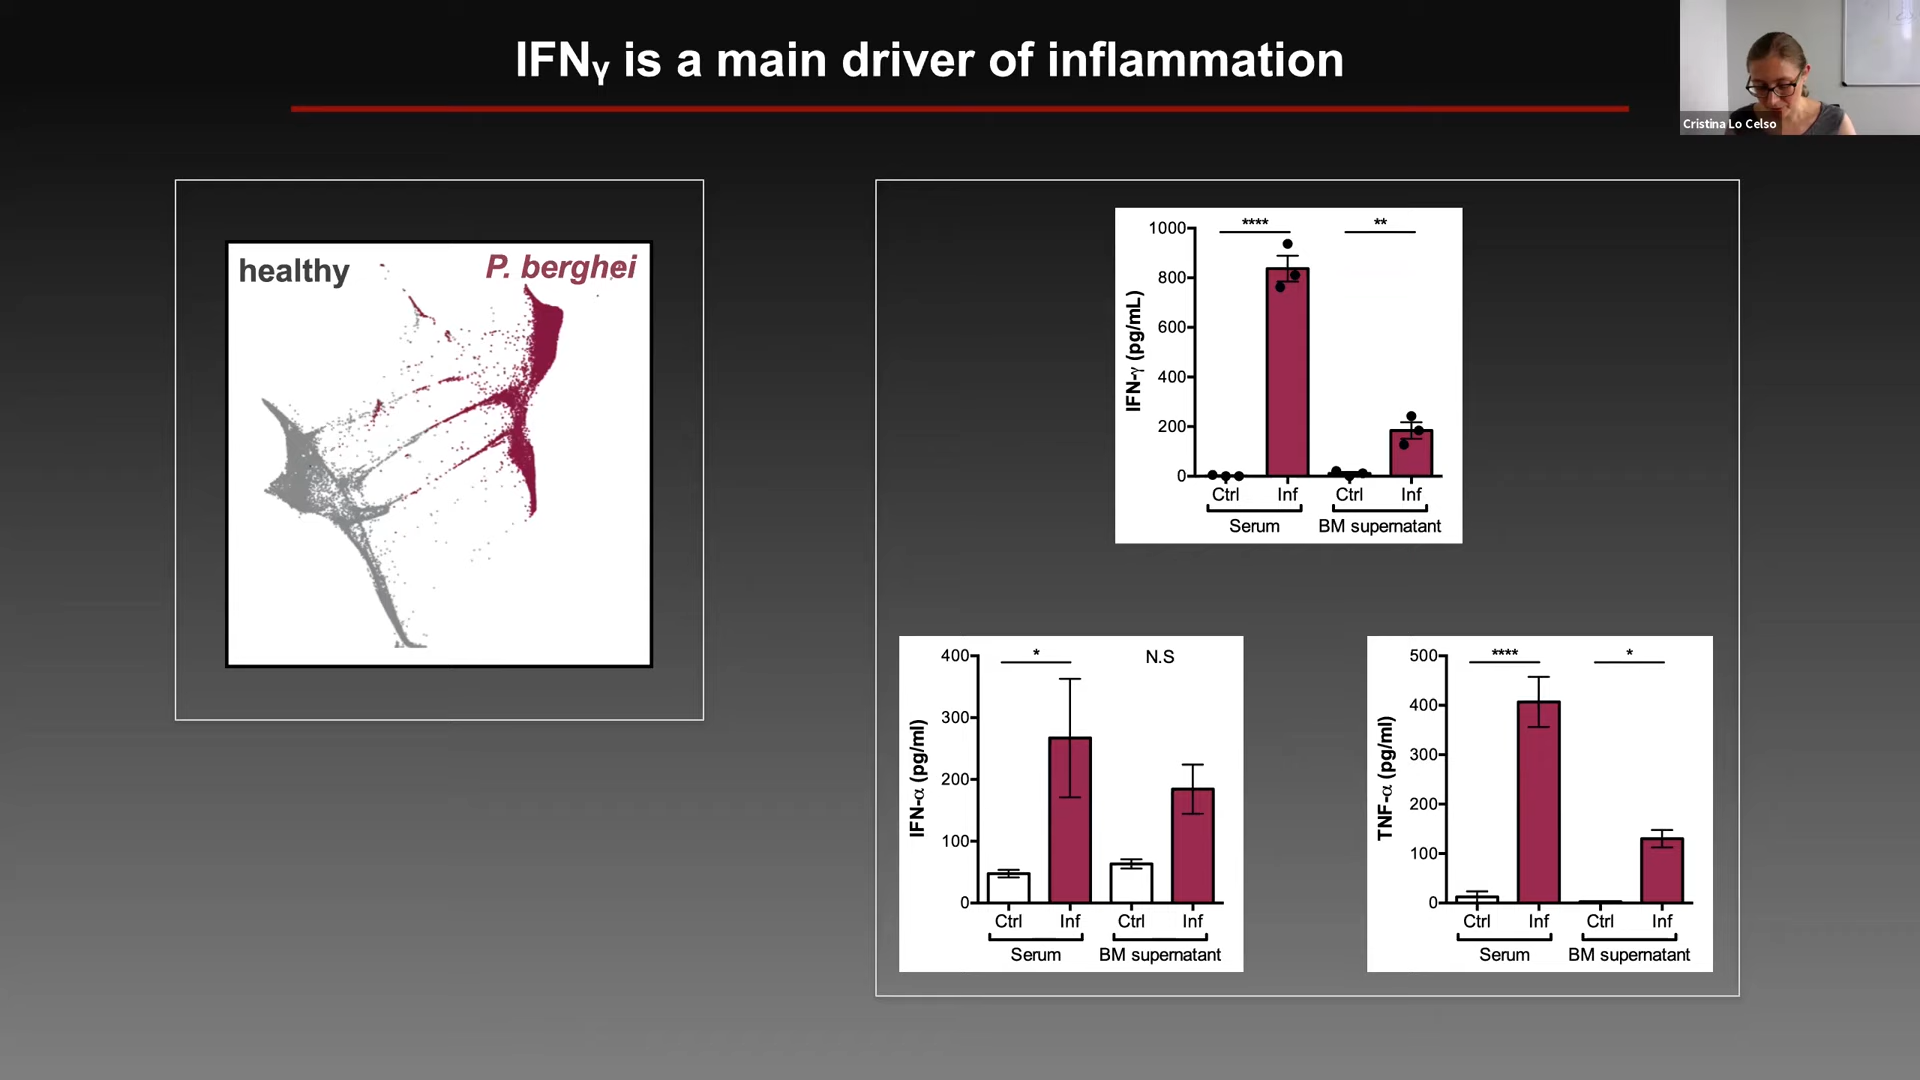 IFNγ is a main driver of inflammation
Cristina Lo Celso
healthy
P. berghei
**** **
1000
800
600
400
200
0
IFN-γ (pg/mL)
Ctrl Inf Ctrl Inf
Serum BM supernatant
* N.S
400
300
200
100
0
IFN-α (pg/ml)
Ctrl Inf Ctrl Inf
Serum BM supernatant
**** *
500
400
300
200
100
0
TNF-α (pg/ml)
Ctrl Inf Ctrl Inf
Serum BM supernatant